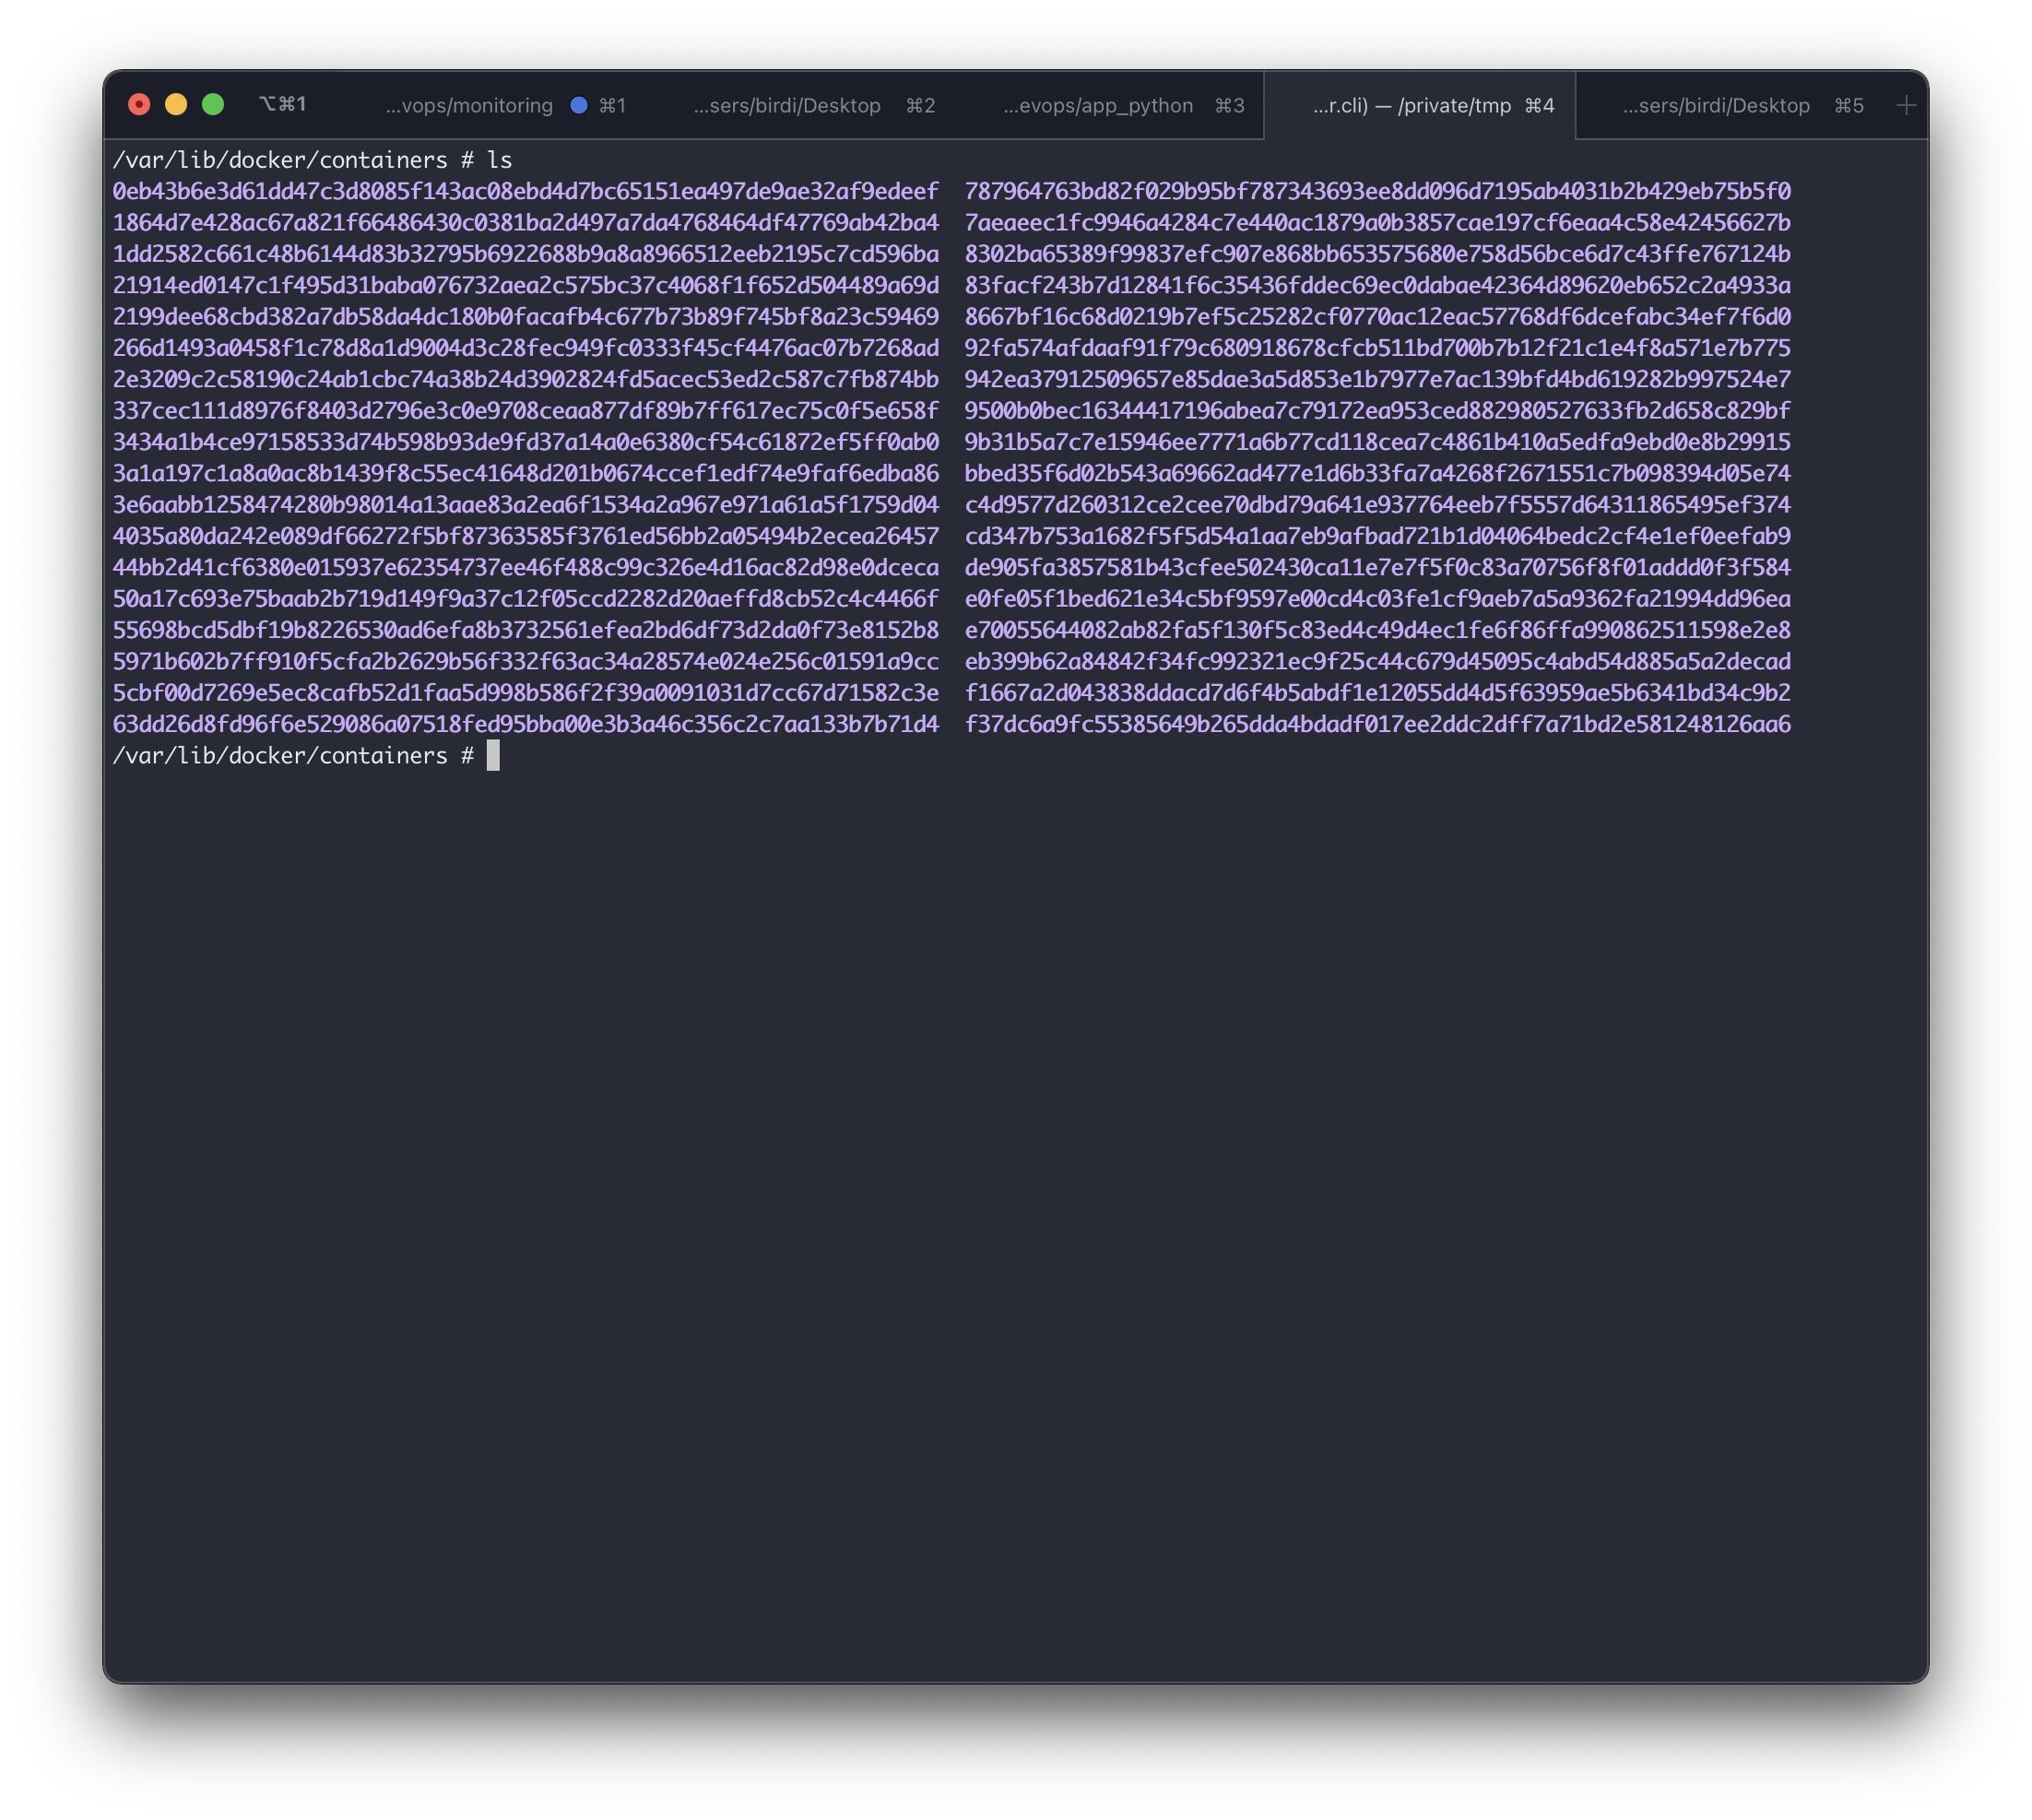 ⌥⌘1 ...vops/monitoring ⌘1 ...sers/birdi/Desktop ⌘2 ...evops/app_python ⌘3 ...r.cli) — /private/tmp ⌘4 ...sers/birdi/Desktop ⌘5 +
/var/lib/docker/containers # ls
0eb43b6e3d61dd47c3d8085f143ac08ebd4d7bc65151ea497de9ae32af9edeef 787964763bd82f029b95bf787343693ee8dd096d7195ab4031b2b429eb75b5f0
1864d7e428ac67a821f66486430c0381ba2d497a7da4768464df47769ab42ba4 7aeaeec1fc9946a4284c7e440ac1879a0b3857cae197cf6eaa4c58e42456627b
1dd2582c661c48b6144d83b32795b6922688b9a8a8966512eeb2195c7cd596ba 8302ba65389f99837efc907e868bb653575680e758d56bce6d7c43ffe767124b
21914ed0147c1f495d31baba076732aea2c575bc37c4068f1f652d504489a69d 83facf243b7d12841f6c35436fddec69ec0dabae42364d89620eb652c2a4933a
2199dee68cbd382a7db58da4dc180b0facafb4c677b73b89f745bf8a23c59469 8667bf16c68d0219b7ef5c25282cf0770ac12eac57768df6dcefabc34ef7f6d0
266d1493a0458f1c78d8a1d9004d3c28fec949fc0333f45cf4476ac07b7268ad 92fa574afdaaf91f79c680918678cfcb511bd700b7b12f21c1e4f8a571e7b775
2e3209c2c58190c24ab1cbc74a38b24d3902824fd5acec53ed2c587c7fb874bb 942ea37912509657e85dae3a5d853e1b7977e7ac139bfd4bd619282b997524e7
337cec111d8976f8403d2796e3c0e9708ceaa877df89b7ff617ec75c0f5e658f 9500b0bec16344417196abea7c79172ea953ced882980527633fb2d658c829bf
3434a1b4ce97158533d74b598b93de9fd37a14a0e6380cf54c61872ef5ff0ab0 9b31b5a7c7e15946ee7771a6b77cd118cea7c4861b410a5edfa9ebd0e8b29915
3a1a197c1a8a0ac8b1439f8c55ec41648d201b0674ccef1edf74e9faf6edba86 bbed35f6d02b543a69662ad477e1d6b33fa7a4268f2671551c7b098394d05e74
3e6aabb1258474280b98014a13aae83a2ea6f1534a2a967e971a61a5f1759d04 c4d9577d260312ce2cee70dbd79a641e937764eeb7f5557d64311865495ef374
4035a80da242e089df66272f5bf87363585f3761ed56bb2a05494b2ecea26457 cd347b753a1682f5f5d54a1aa7eb9afbad721b1d04064bedc2cf4e1ef0eefab9
44bb2d41cf6380e015937e62354737ee46f488c99c326e4d16ac82d98e0dceca de905fa3857581b43cfee502430ca11e7e7f5f0c83a70756f8f01addd0f3f584
50a17c693e75baab2b719d149f9a37c12f05ccd2282d20aeffd8cb52c4c4466f e0fe05f1bed621e34c5bf9597e00cd4c03fe1cf9aeb7a5a9362fa21994dd96ea
55698bcd5dbf19b8226530ad6efa8b3732561efea2bd6df73d2da0f73e8152b8 e70055644082ab82fa5f130f5c83ed4c49d4ec1fe6f86ffa990862511598e2e8
5971b602b7ff910f5cfa2b2629b56f332f63ac34a28574e024e256c01591a9cc eb399b62a84842f34fc992321ec9f25c44c679d45095c4abd54d885a5a2decad
5cbf00d7269e5ec8cafb52d1faa5d998b586f2f39a0091031d7cc67d71582c3e f1667a2d043838ddacd7d6f4b5abdf1e12055dd4d5f63959ae5b6341bd34c9b2
63dd26d8fd96f6e529086a07518fed95bba00e3b3a46c356c2c7aa133b7b71d4 f37dc6a9fc55385649b265dda4bdadf017ee2ddc2dff7a71bd2e581248126aa6
/var/lib/docker/containers #